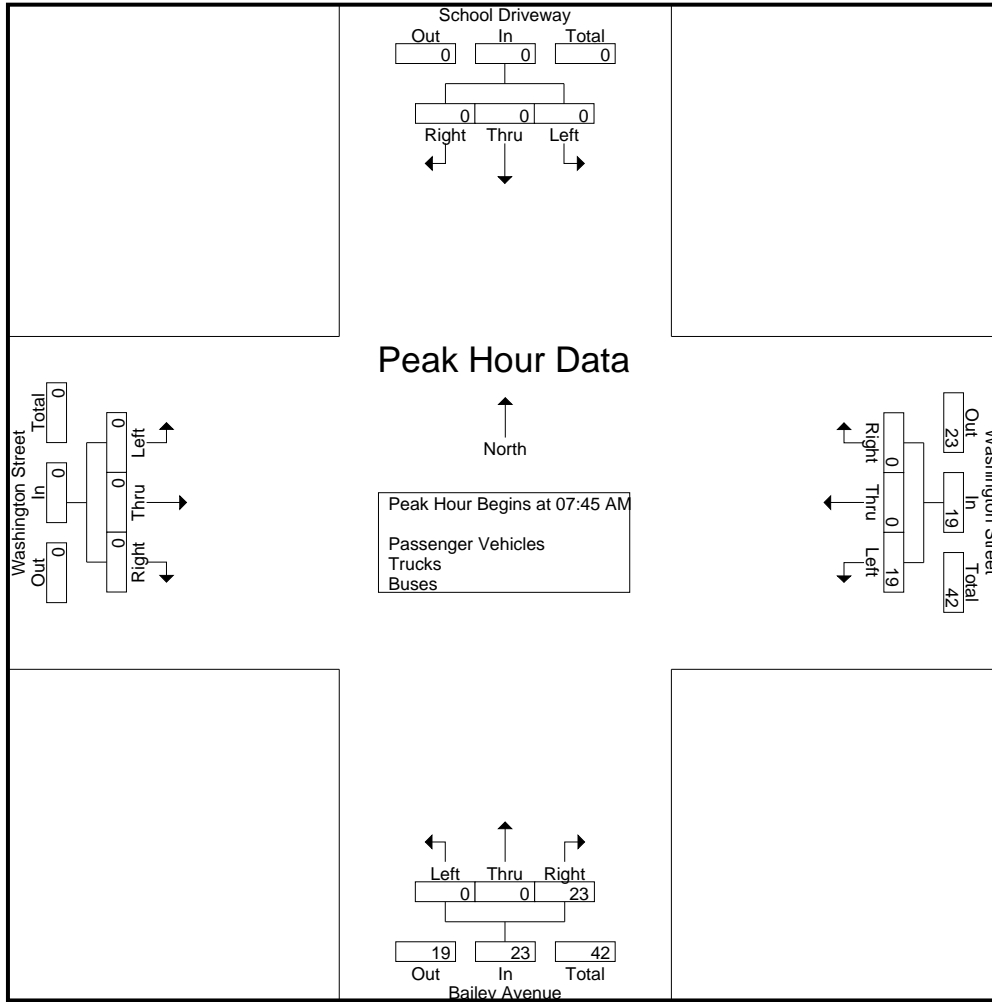 School Driveway
Out In Total
0 0 0
0 0 0
Right Thru Left
Peak Hour Data
North
Peak Hour Begins at 07:45 AM
Passenger Vehicles
Trucks
Buses
Washington Street
Total In Out
0 0 0
0 0 0
Left Thru Right
Washington Street
Out In Total
23 19 42
Right Thru Left
0 0 19
Left Thru Right
0 0 23
19 23 42
Out In Total
Bailey Avenue